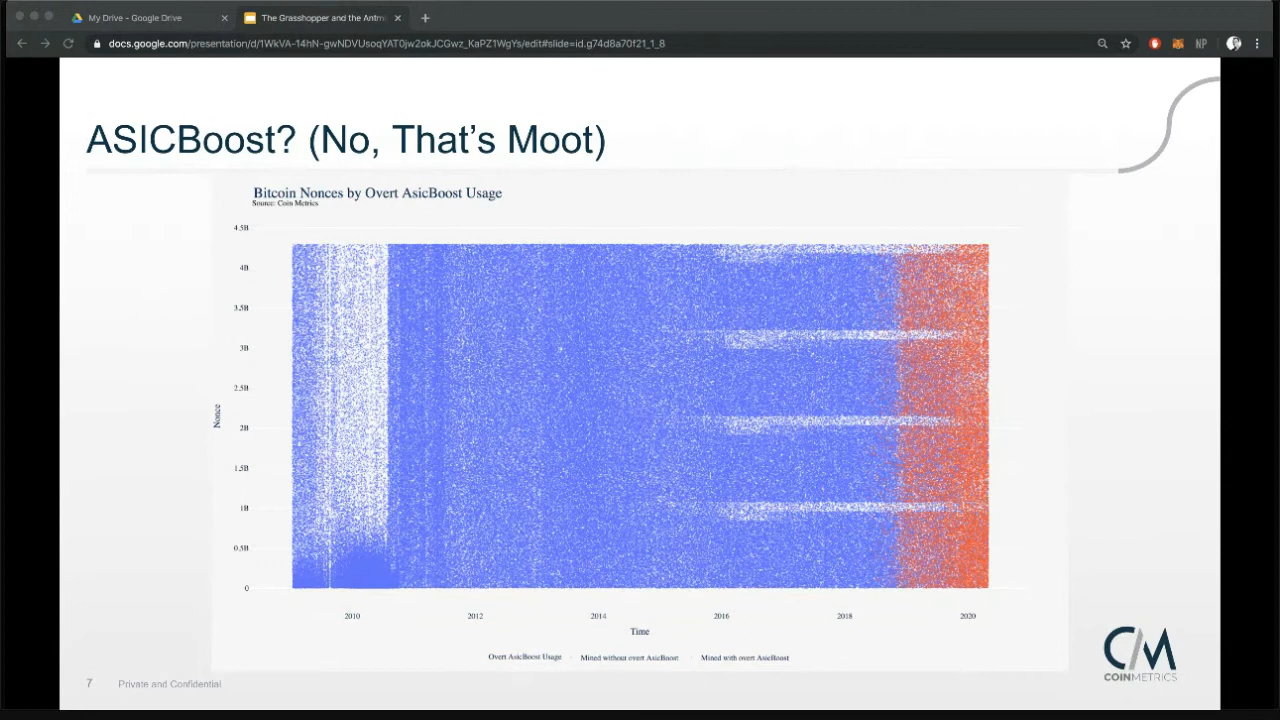 My Drive - Google Drive
The Grasshopper and the Antm
docs.google.com/presentation/d/1WkVA-14hN-gwNDVUsoqYAT0jw2okJCGwz_KaPZ1WgYs/edit#slide=id.g74d8a70f21_1_8
NP
ASICBoost? (No, That's Moot)
Bitcoin Nonces by Overt AsicBoost Usage
Source: Coin Metrics
4.5B
4B
3.5B
3B
2.5B
2B
1.5B
1B
0.5B
0
Nonce
2010 2012 2014 2016 2018 2020
Time
Overt AsicBoost Usage Mined without overt AsicBoost Mined with overt AsicBoost
CM
COINMETRICS
7 Private and Confidential